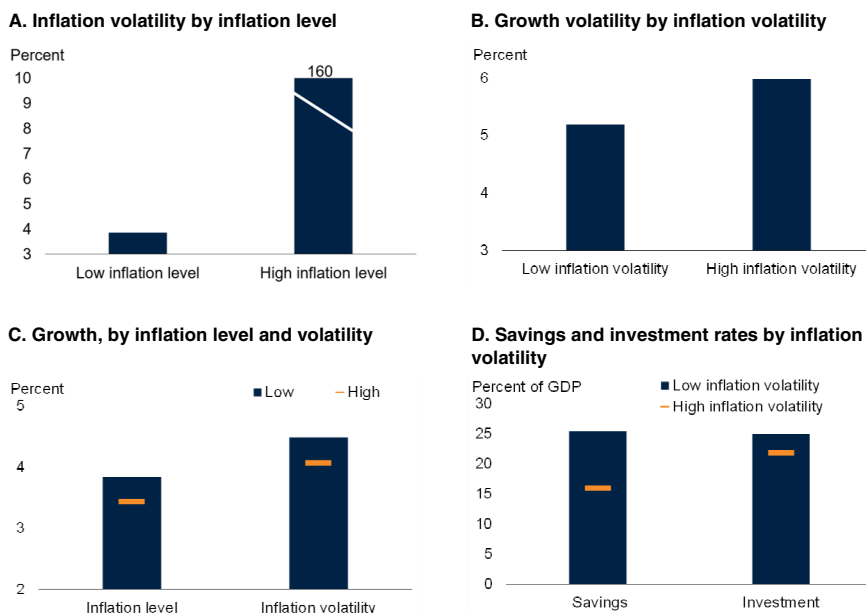 A. Inflation volatility by inflation level
Percent
10
160
9
8
7
6
5
4
3
Low inflation level High inflation level
B. Growth volatility by inflation volatility
Percent
6
5
4
3
Low inflation volatility High inflation volatility
C. Growth, by inflation level and volatility
Percent
Low High
5
4
3
2
Inflation level Inflation volatility
D. Savings and investment rates by inflation
volatility
Percent of GDP
Low inflation volatility
High inflation volatility
30
25
20
15
10
5
0
Savings Investment